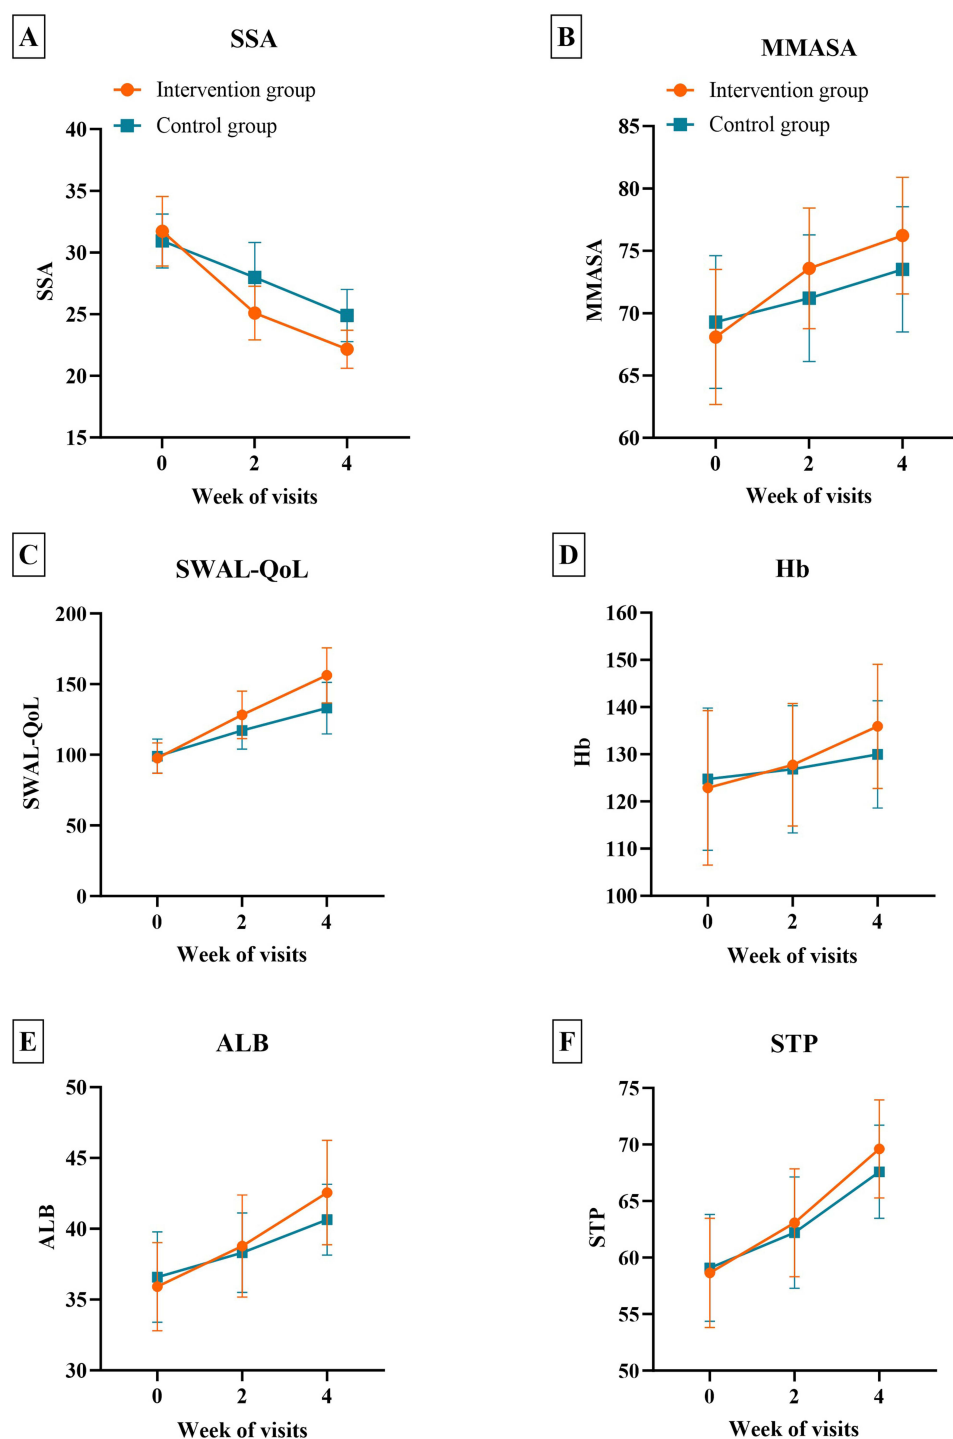 A
SSA
Intervention group
Control group
40
35
30
25
20
15
SSA
0 2 4
Week of visits
B
MMASA
Intervention group
Control group
85
80
75
70
65
60
MMASA
0 2 4
Week of visits
C
SWAL-QoL
200
150
100
50
0
SWAL-QoL
0 2 4
Week of visits
D
Hb
160
150
140
130
120
110
100
Hb
0 2 4
Week of visits
E
ALB
50
45
40
35
30
ALB
0 2 4
Week of visits
F
STP
75
70
65
60
55
50
STP
0 2 4
Week of visits